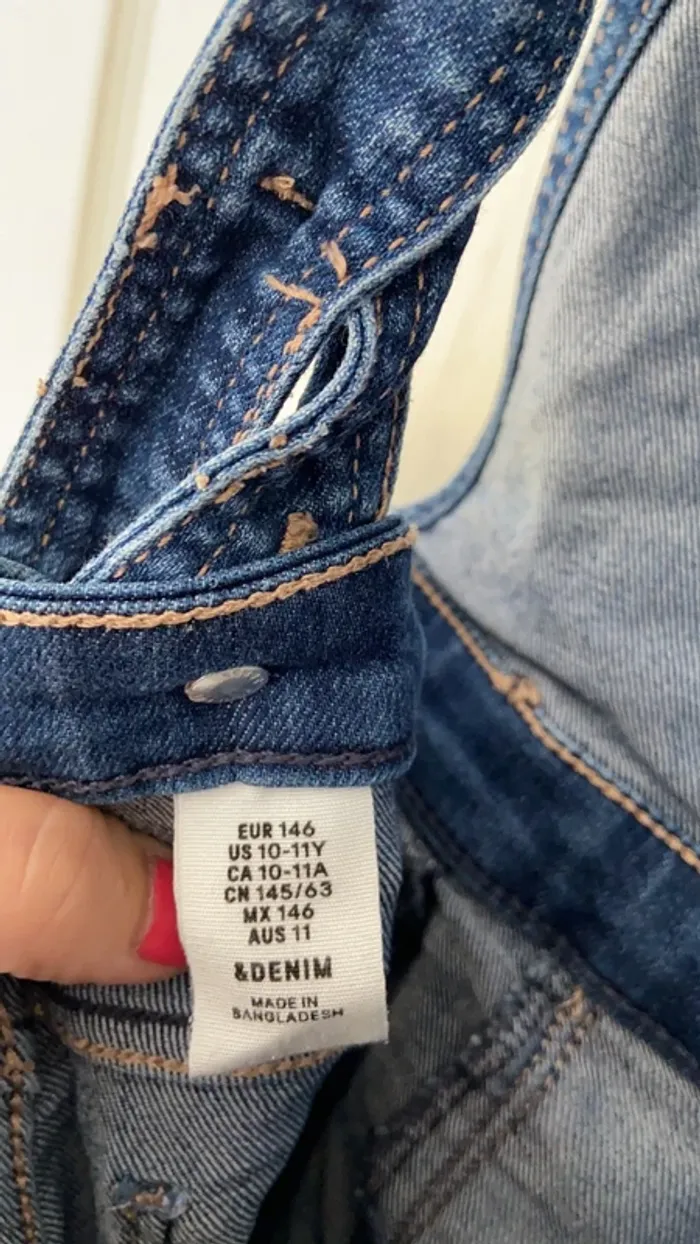 EUR 146
US 10-11Y
CA 10-11A
CN 145/63
MX 146
AUS 11
&DENIM
MADE IN
BANGLADESH